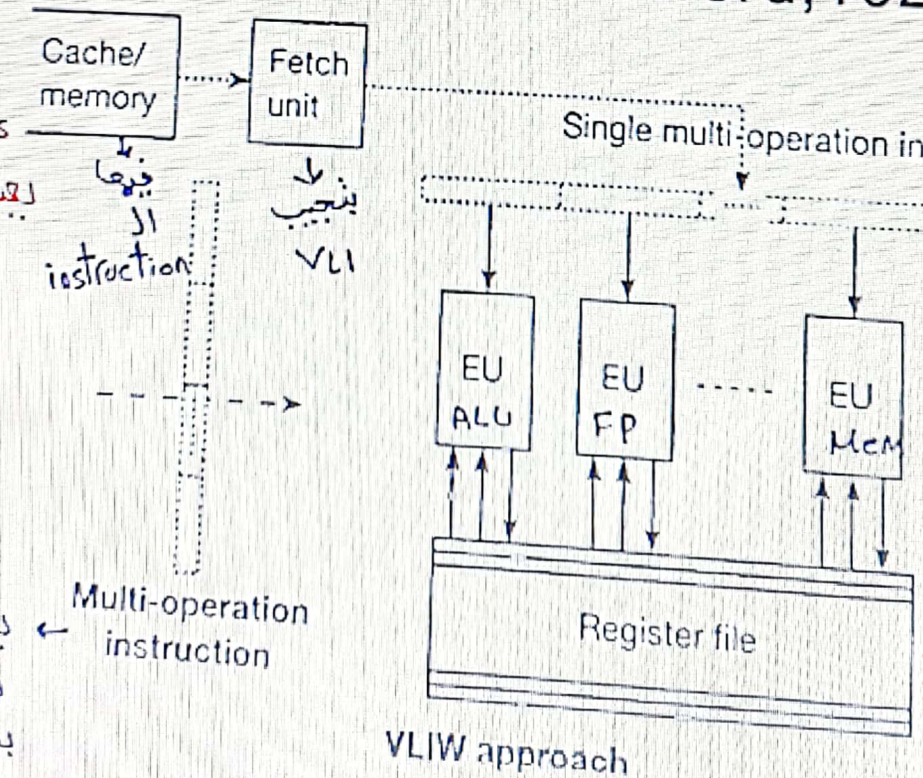 Cache/
memory
Fetch
unit
Single multi-operation in
فيها
ال
instruction
بنجيب
VLI
EU
ALU
EU
FP
EU
Mem
Multi-operation
instruction
Register file
VLIW approach